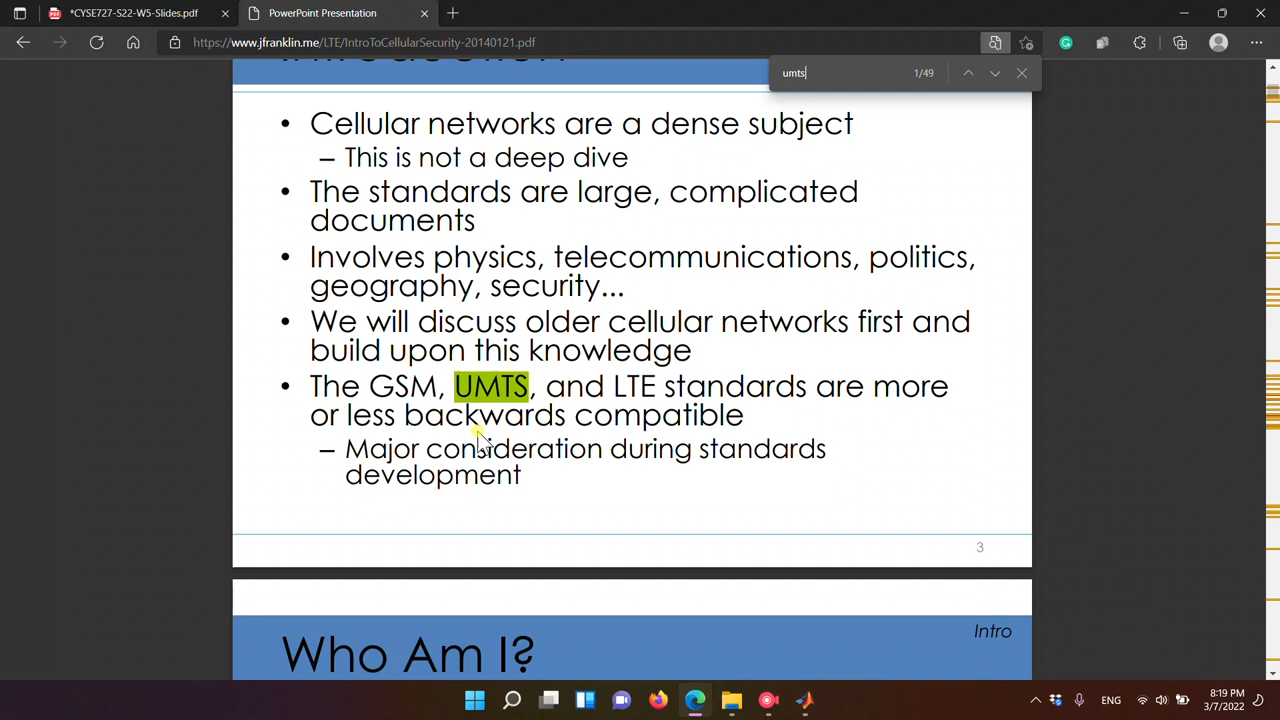 *CYSE727-S22-W5-Slides.pdf
PowerPoint Presentation
https://www.jfranklin.me/LTE/IntroToCellularSecurity-20140121.pdf
umts
1/49
Introduction
• Cellular networks are a dense subject
– This is not a deep dive
• The standards are large, complicated
documents
• Involves physics, telecommunications, politics,
geography, security...
• We will discuss older cellular networks first and
build upon this knowledge
• The GSM, UMTS, and LTE standards are more
or less backwards compatible
– Major consideration during standards
development
3
Intro
Who Am I?
ENG
8:19 PM
3/7/2022